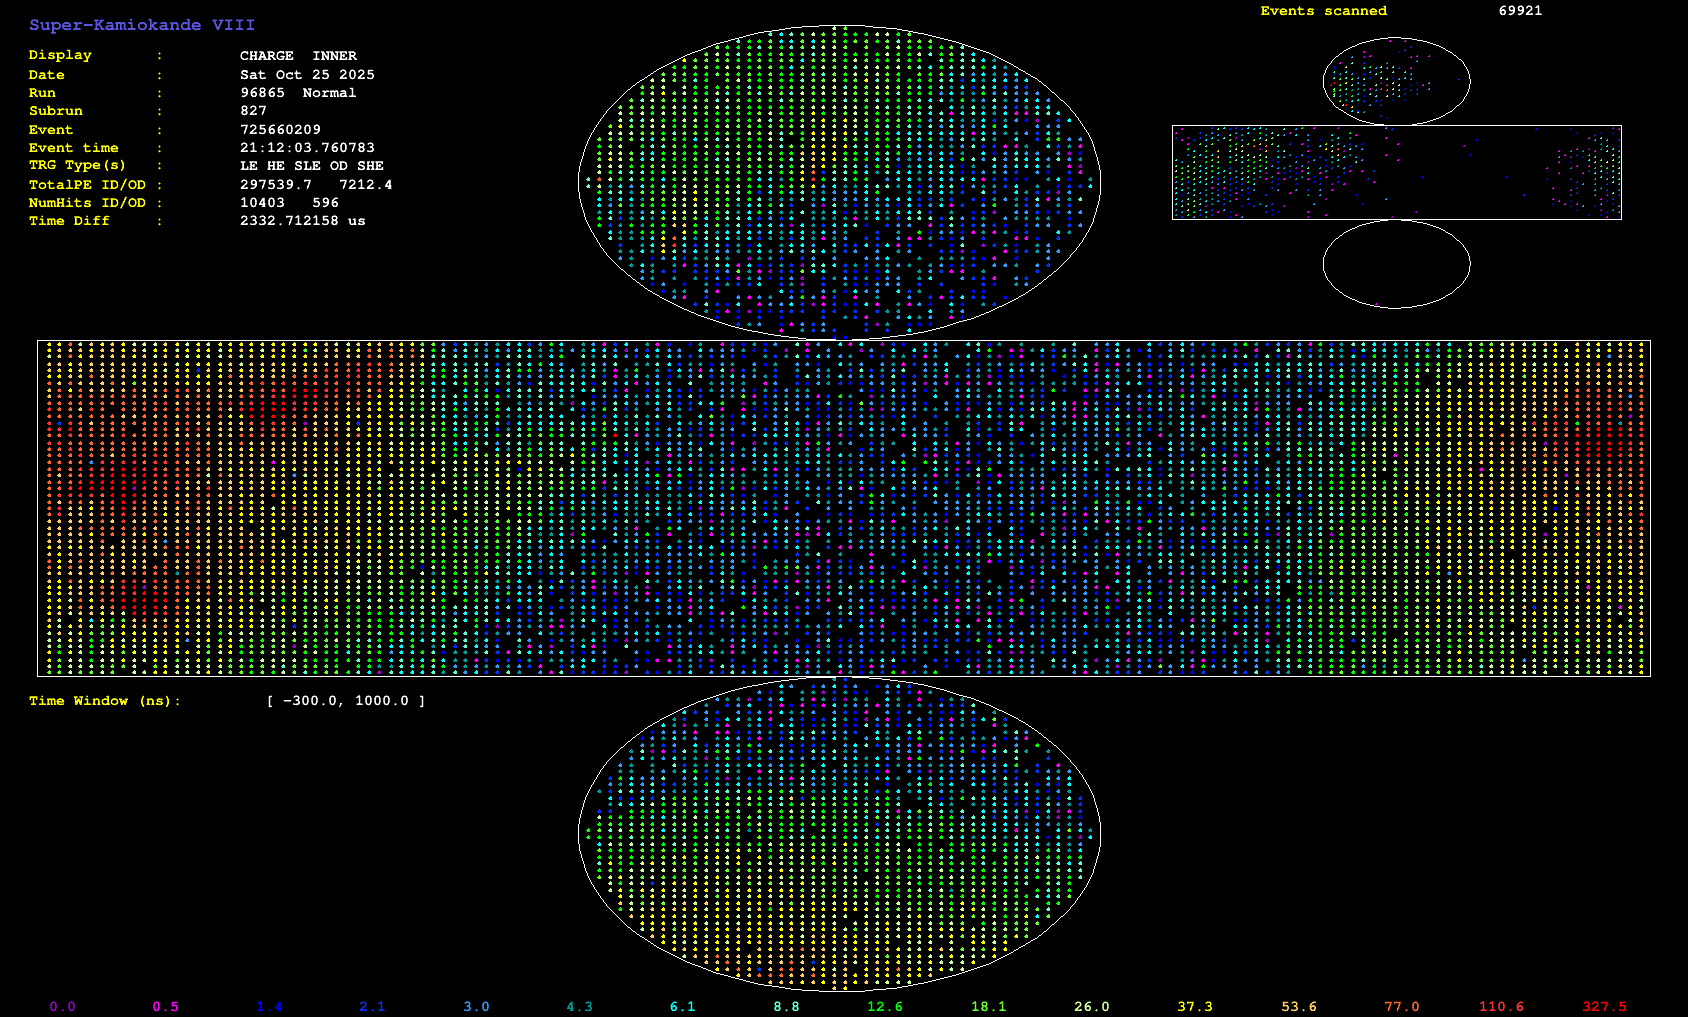 Super-Kamiokande VIII
Events scanned 69921
Display : CHARGE INNER
Date : Sat Oct 25 2025
Run : 96865 Normal
Subrun : 827
Event : 725660209
Event time : 21:12:03.760783
TRG Type(s) : LE HE SLE OD SHE
TotalPE ID/OD : 297539.7 7212.4
NumHits ID/OD : 10403 596
Time Diff : 2332.712158 us
Time Window (ns): [ -300.0, 1000.0 ]
0.0 0.5 1.4 2.1 3.0 4.3 6.1 8.8 12.6 18.1 26.0 37.3 53.6 77.0 110.6 327.5